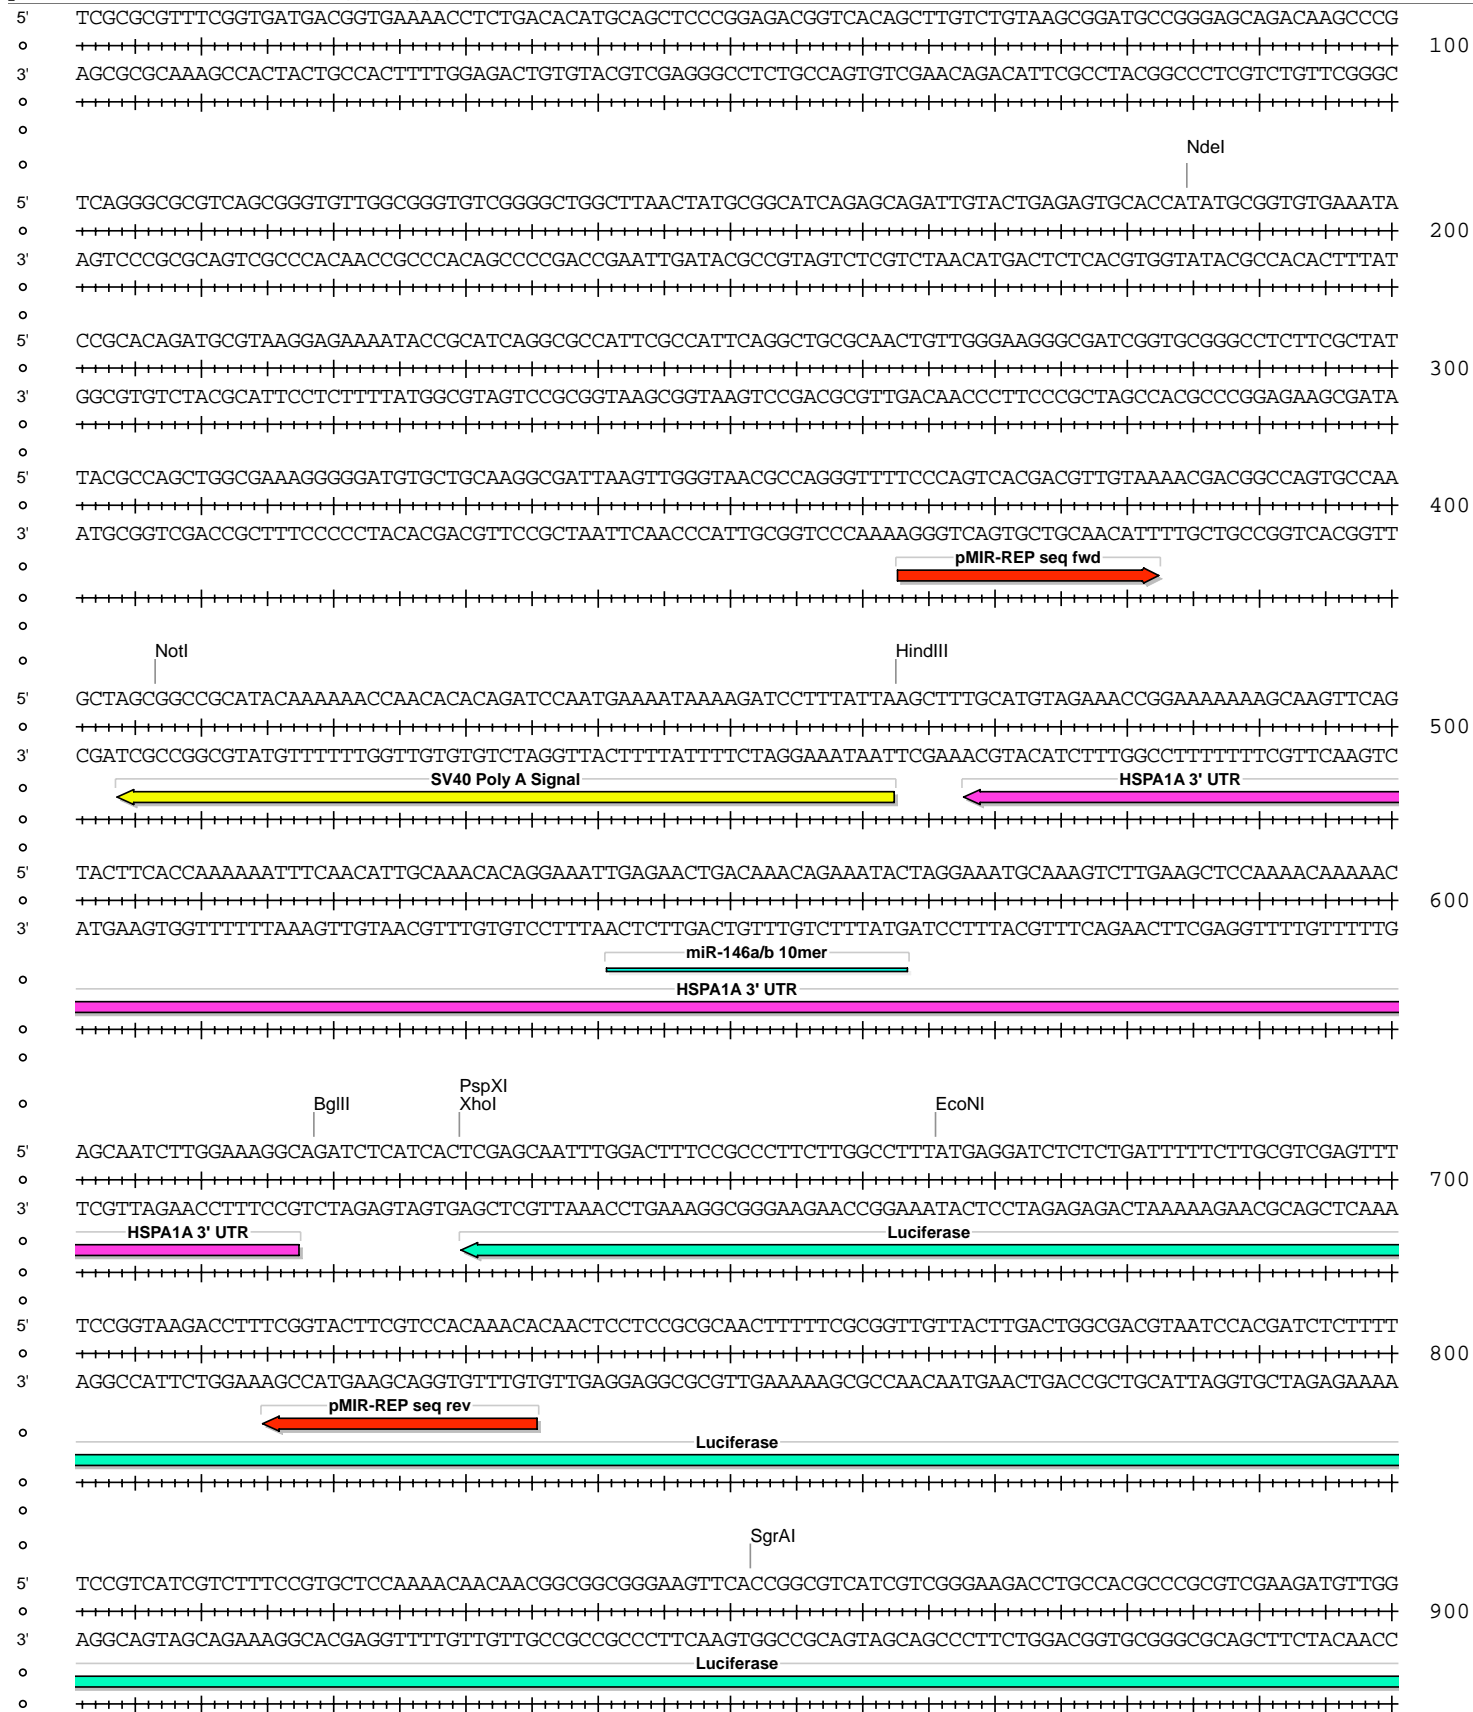 5' TCGCGCGTTTCGGTGATGACGGTGAAAACCTCTGACACATGCAGCTCCCGGAGACGGTCACAGCTTGTCTGTAAGCGGATGCCGGGAGCAGACAAGCCCG
100
3' AGCGCGCAAAGCCACTACTGCCACTTTTGGAGACTGTGTACGTCGAGGGCCTCTGCCAGTGTCGAACAGACATTCGCCTACGGCCCTCGTCTGTTCGGGC
NdeI
5' TCAGGGCGCGTCAGCGGGTGTTGGCGGGTGTCGGGGCTGGCTTAACTATGCGGCATCAGAGCAGATTGTACTGAGAGTGCACCATATGCGGTGTGAAATA
200
3' AGTCCCGCGCAGTCGCCCACAACCGCCCACAGCCCCGACCGAATTGATACGCCGTAGTCTCGTCTAACATGACTCTCACGTGGTATACGCCACACTTTAT
5' CCGCACAGATGCGTAAGGAGAAAATACCGCATCAGGCGCCATTCGCCATTCAGGCTGCGCAACTGTTGGGAAGGGCGATCGGTGCGGGCCTCTTCGCTAT
300
3' GGCGTGTCTACGCATTCCTCTTTTATGGCGTAGTCCGCGGTAAGCGGTAAGTCCGACGCGTTGACAACCCTTCCCGCTAGCCACGCCCGGAGAAGCGATA
5' TACGCCAGCTGGCGAAAGGGGGATGTGCTGCAAGGCGATTAAGTTGGGTAACGCCAGGGTTTTCCCAGTCACGACGTTGTAAAACGACGGCCAGTGCCAA
400
3' ATGCGGTCGACCGCTTTCCCCCTACACGACGTTCCGCTAATTCAACCCATTGCGGTCCCAAAAGGGTCAGTGCTGCAACATTTTGCTGCCGGTCACGGTT
pMIR-REP seq fwd
NotI HindIII
5' GCTAGCGGCCGCATACAAAAAACCAACACACAGATCCAATGAAAATAAAAGATCCTTTATTAAGCTTTGCATGTAGAAACCGGAAAAAAAGCAAGTTCAG
500
3' CGATCGCCGGCGTATGTTTTTTGGTTGTGTGTCTAGGTTACTTTTATTTTCTAGGAAATAATTCGAAACGTACATCTTTGGCCTTTTTTTCGTTCAAGTC
SV40 Poly A Signal HSPA1A 3' UTR
5' TACTTCACCAAAAAATTTCAACATTGCAAACACAGGAAATTGAGAACTGACAAACAGAAATACTAGGAAATGCAAAGTCTTGAAGCTCCAAAACAAAAAC
600
3' ATGAAGTGGTTTTTTAAAGTTGTAACGTTTGTGTCCTTTAACTCTTGACTGTTTGTCTTTATGATCCTTTACGTTTCAGAACTTCGAGGTTTTGTTTTTG
miR-146a/b 10mer
HSPA1A 3' UTR
PspXI
BglII XhoI EcoNI
5' AGCAATCTTGGAAAGGCAGATCTCATCACTCGAGCAATTTGGACTTTCCGCCCTTCTTGGCCTTTATGAGGATCTCTCTGATTTTTCTTGCGTCGAGTTT
700
3' TCGTTAGAACCTTTCCGTCTAGAGTAGTGAGCTCGTTAAACCTGAAAGGCGGGAAGAACCGGAAATACTCCTAGAGAGACTAAAAAGAACGCAGCTCAAA
HSPA1A 3' UTR Luciferase
5' TCCGGTAAGACCTTTCGGTACTTCGTCCACAAACACAACTCCTCCGCGCAACTTTTTCGCGGTTGTTACTTGACTGGCGACGTAATCCACGATCTCTTTT
800
3' AGGCCATTCTGGAAAGCCATGAAGCAGGTGTTTGTGTTGAGGAGGCGCGTTGAAAAAGCGCCAACAATGAACTGACCGCTGCATTAGGTGCTAGAGAAAA
pMIR-REP seq rev
Luciferase
SgrAI
5' TCCGTCATCGTCTTTCCGTGCTCCAAAACAACAACGGCGGCGGGAAGTTCACCGGCGTCATCGTCGGGAAGACCTGCCACGCCCGCGTCGAAGATGTTGG
900
3' AGGCAGTAGCAGAAAGGCACGAGGTTTTGTTGTTGCCGCCGCCCTTCAAGTGGCCGCAGTAGCAGCCCTTCTGGACGGTGCGGGCGCAGCTTCTACAACC
Luciferase